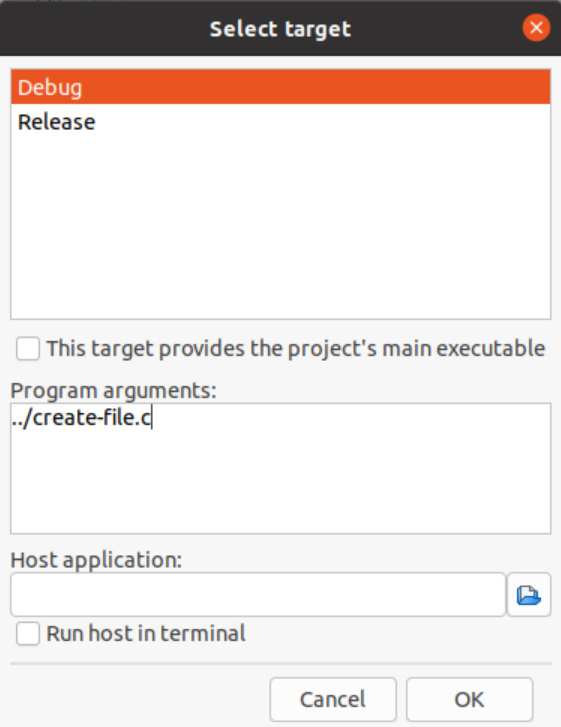 Select target
Debug
Release
This target provides the project's main executable
Program arguments:
../create-file.c
Host application:
Run host in terminal
Cancel
OK